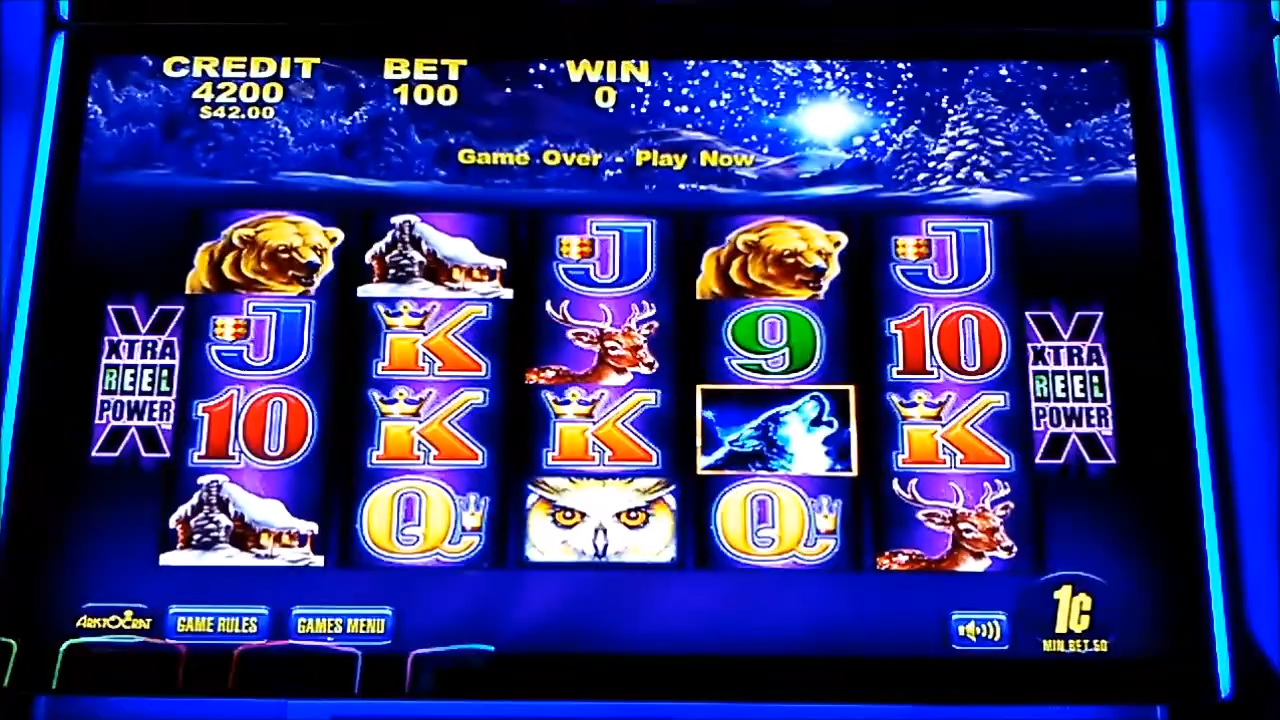 CREDIT
4200
$42.00
BET
100
WIN
0
Game Over - Play Now
J
J
J
K
9
10
10
K
K
K
Q
Q
XTRA
REEL
POWER
XTRA
REEL
POWER
ARISTOCRAT
GAME RULES
GAMES MENU
1¢
MIN BET 50